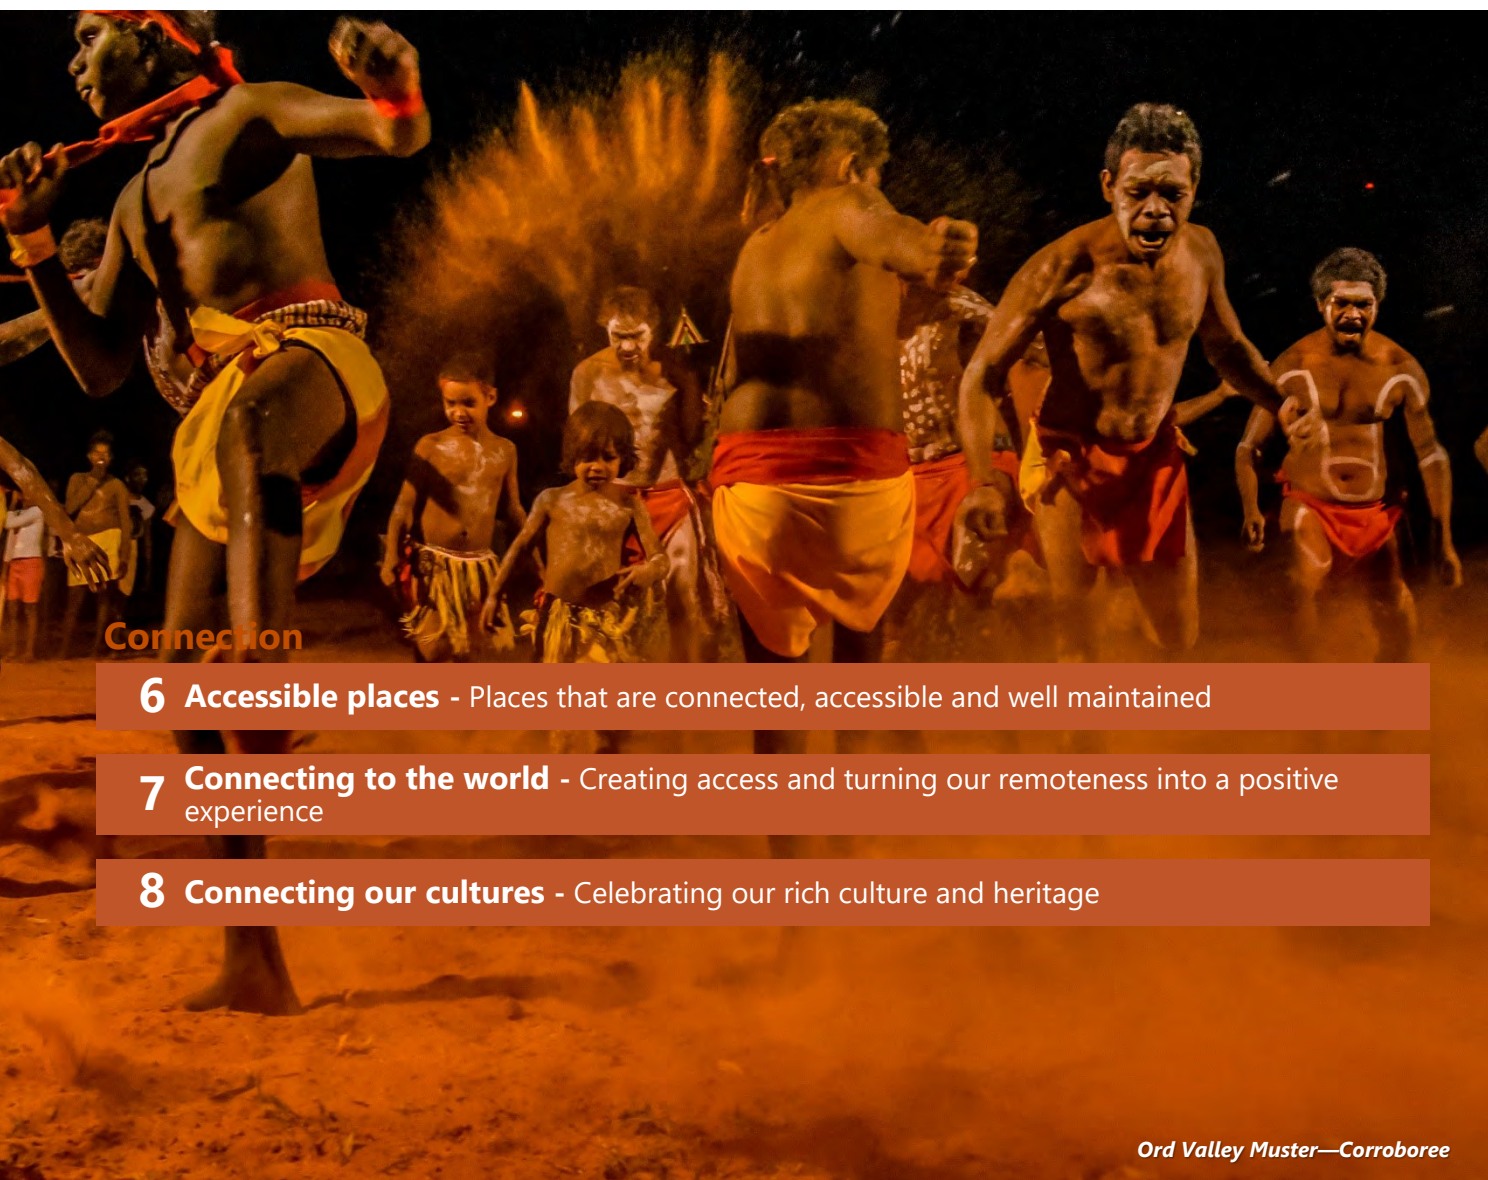 Connection
6 Accessible places - Places that are connected, accessible and well maintained
7 Connecting to the world - Creating access and turning our remoteness into a positive
experience
8 Connecting our cultures - Celebrating our rich culture and heritage
Ord Valley Muster—Corroboree